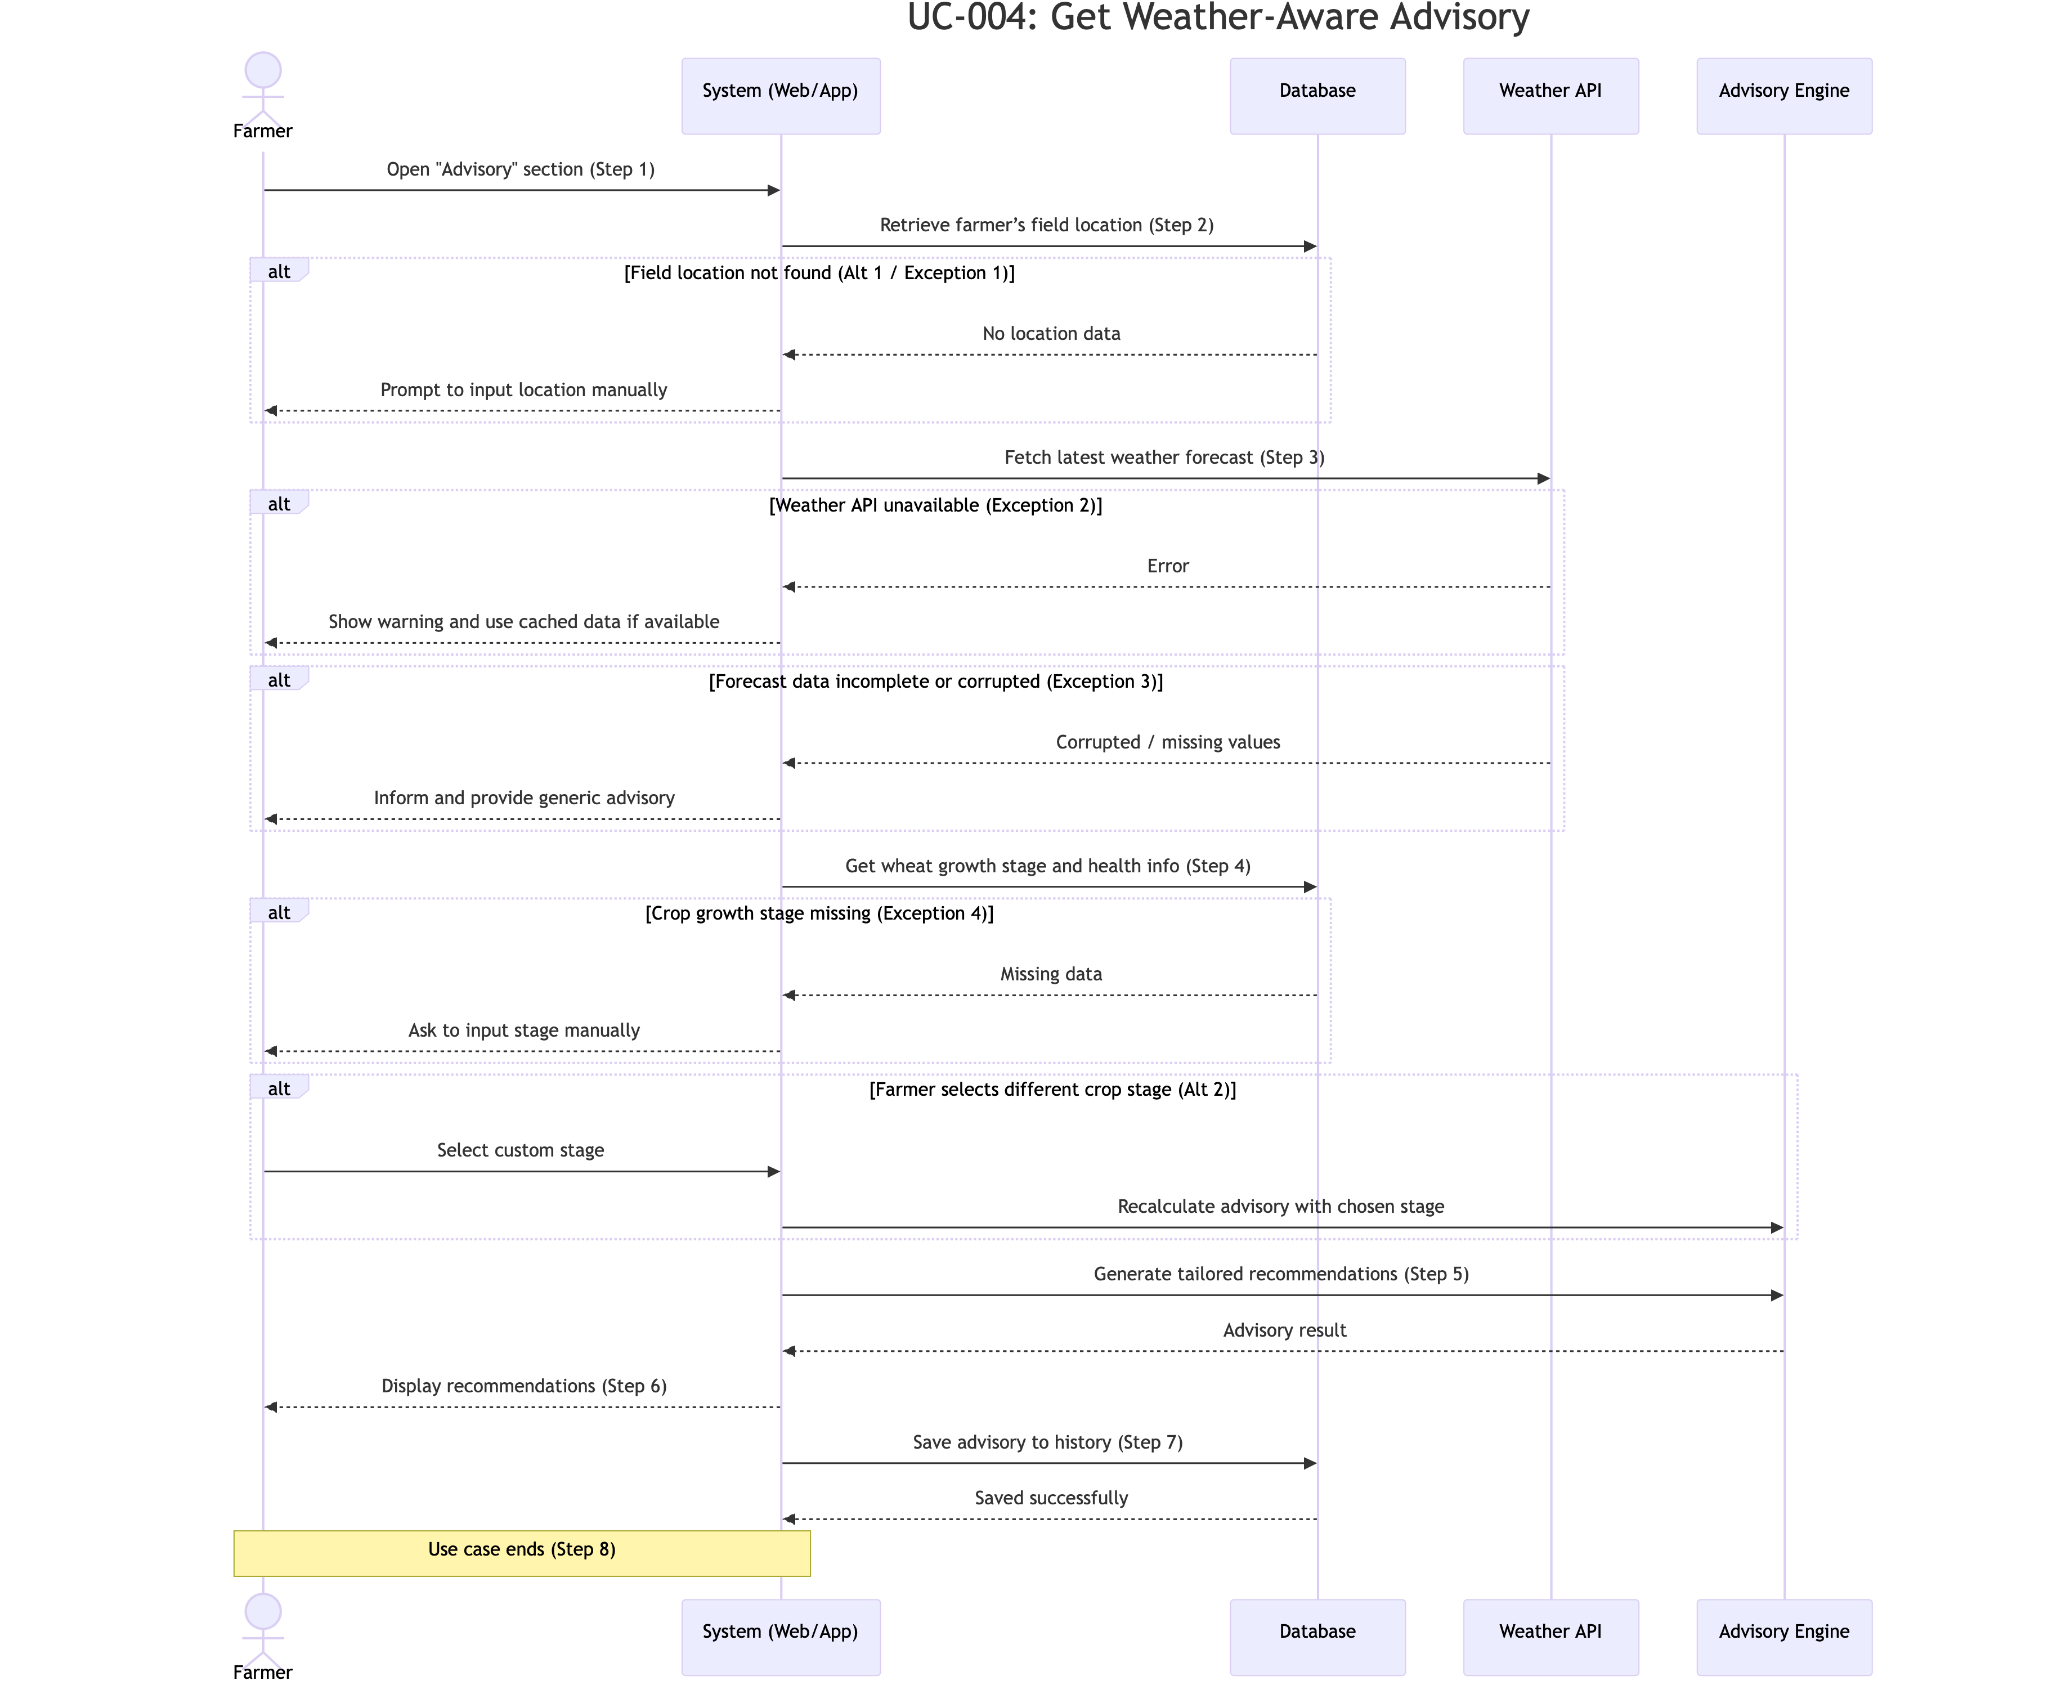 UC-004: Get Weather-Aware Advisory
Farmer
System (Web/App)
Database
Weather API
Advisory Engine
Open "Advisory" section (Step 1)
Retrieve farmer’s field location (Step 2)
alt
[Field location not found (Alt 1 / Exception 1)]
No location data
Prompt to input location manually
Fetch latest weather forecast (Step 3)
alt
[Weather API unavailable (Exception 2)]
Error
Show warning and use cached data if available
alt
[Forecast data incomplete or corrupted (Exception 3)]
Corrupted / missing values
Inform and provide generic advisory
Get wheat growth stage and health info (Step 4)
alt
[Crop growth stage missing (Exception 4)]
Missing data
Ask to input stage manually
alt
[Farmer selects different crop stage (Alt 2)]
Select custom stage
Recalculate advisory with chosen stage
Generate tailored recommendations (Step 5)
Advisory result
Display recommendations (Step 6)
Save advisory to history (Step 7)
Saved successfully
Use case ends (Step 8)
Farmer
System (Web/App)
Database
Weather API
Advisory Engine